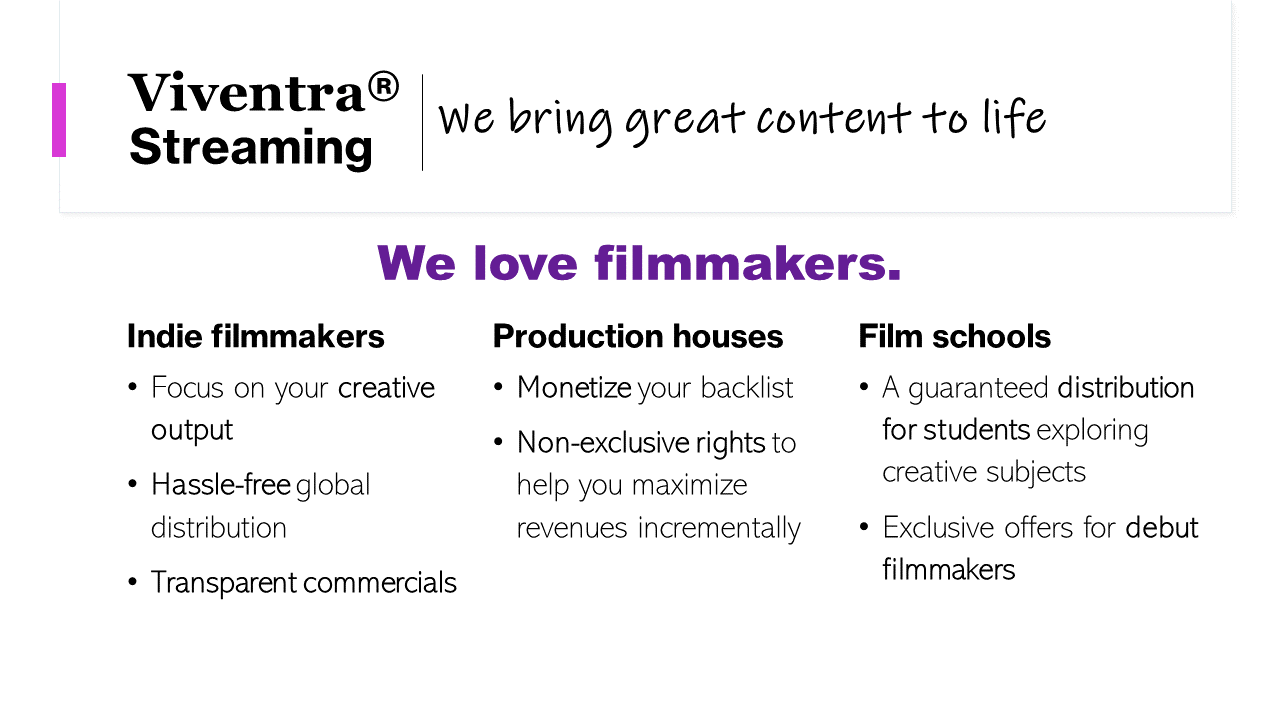 Viventra®
Streaming
We bring great content to life
We love filmmakers.
Indie filmmakers
• Focus on your creative
output
• Hassle-free global
distribution
• Transparent commercials
Production houses
• Monetize your backlist
• Non-exclusive rights to
help you maximize
revenues incrementally
Film schools
• A guaranteed distribution
for students exploring
creative subjects
• Exclusive offers for debut
filmmakers